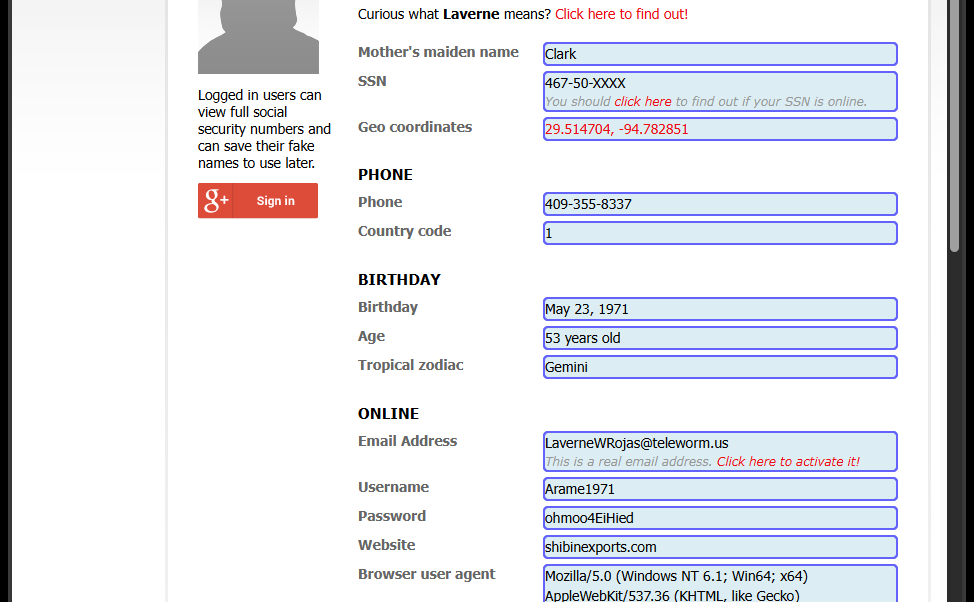 Curious what Laverne means? Click here to find out!
Mother's maiden name Clark
SSN 467-50-XXXX
You should click here to find out if your SSN is online.
Geo coordinates 29.514704, -94.782851
Logged in users can
view full social
security numbers and
can save their fake
names to use later.
g+ Sign in
PHONE
Phone 409-355-8337
Country code 1
BIRTHDAY
Birthday May 23, 1971
Age 53 years old
Tropical zodiac Gemini
ONLINE
Email Address LaverneWRojas@teleworm.us
This is a real email address. Click here to activate it!
Username Arame1971
Password ohmoo4EiHied
Website shibinexports.com
Browser user agent Mozilla/5.0 (Windows NT 6.1; Win64; x64)
AppleWebKit/537.36 (KHTML, like Gecko)